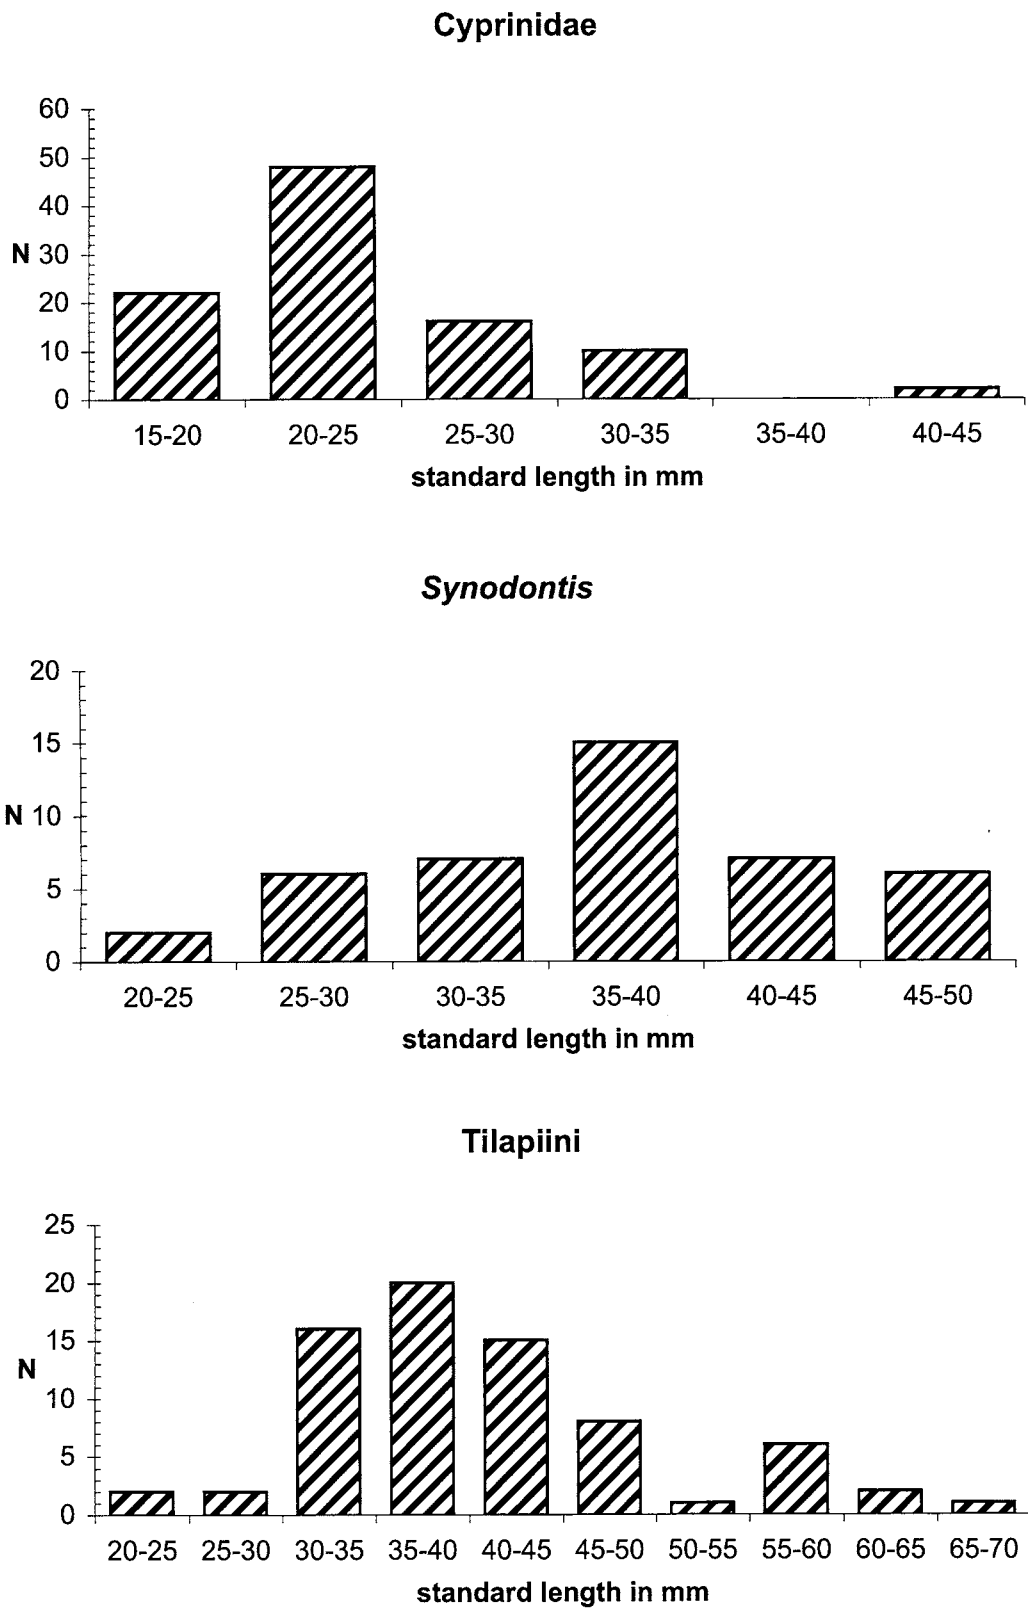 Cyprinidae
60
50
40
N 30
20
10
0
15-20 20-25 25-30 30-35 35-40 40-45
standard length in mm
Synodontis
20
15
N 10
5
0
20-25 25-30 30-35 35-40 40-45 45-50
standard length in mm
Tilapiini
25
20
15
N
10
5
0
20-25 25-30 30-35 35-40 40-45 45-50 50-55 55-60 60-65 65-70
standard length in mm